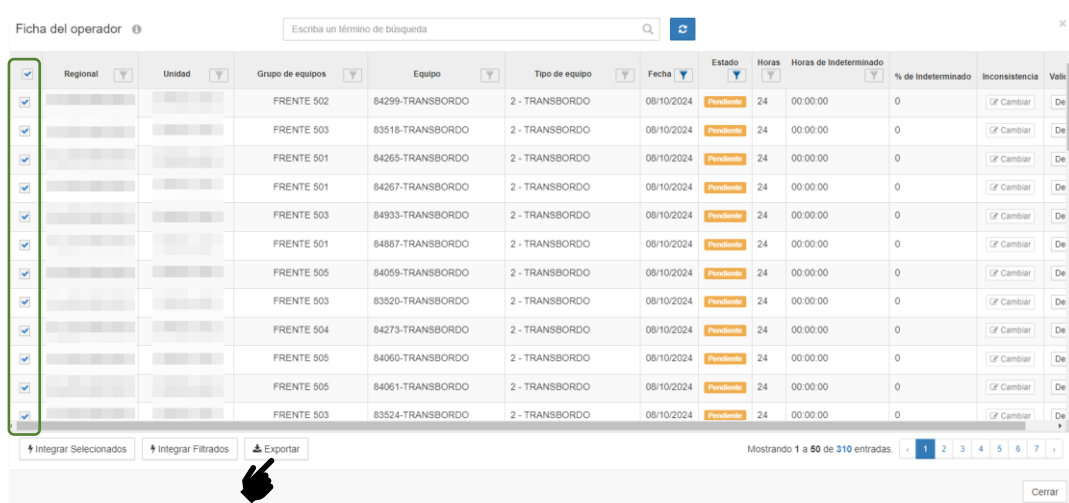 Ficha del operador
Escriba un término de búsqueda
×
Regional Unidad Grupo de equipos Equipo Tipo de equipo Fecha Estado Horas Horas de Indeterminado % de Indeterminado Inconsistencia
FRENTE 502 84299-TRANSBORDO 2 - TRANSBORDO 08/10/2024 Pendiente 24 00:00:00 0 Cambiar De
FRENTE 503 83518-TRANSBORDO 2 - TRANSBORDO 08/10/2024 Pendiente 24 00:00:00 0 Cambiar De
FRENTE 501 84265-TRANSBORDO 2 - TRANSBORDO 08/10/2024 Pendiente 24 00:00:00 0 Cambiar De
FRENTE 501 84267-TRANSBORDO 2 - TRANSBORDO 08/10/2024 Pendiente 24 00:00:00 0 Cambiar De
FRENTE 503 84933-TRANSBORDO 2 - TRANSBORDO 08/10/2024 Pendiente 24 00:00:00 0 Cambiar De
FRENTE 501 84887-TRANSBORDO 2 - TRANSBORDO 08/10/2024 Pendiente 24 00:00:00 0 Cambiar De
FRENTE 505 84059-TRANSBORDO 2 - TRANSBORDO 08/10/2024 Pendiente 24 00:00:00 0 Cambiar De
FRENTE 503 83520-TRANSBORDO 2 - TRANSBORDO 08/10/2024 Pendiente 24 00:00:00 0 Cambiar De
FRENTE 504 84273-TRANSBORDO 2 - TRANSBORDO 08/10/2024 Pendiente 24 00:00:00 0 Cambiar De
FRENTE 505 84060-TRANSBORDO 2 - TRANSBORDO 08/10/2024 Pendiente 24 00:00:00 0 Cambiar De
FRENTE 505 84061-TRANSBORDO 2 - TRANSBORDO 08/10/2024 Pendiente 24 00:00:00 0 Cambiar De
FRENTE 503 83524-TRANSBORDO 2 - TRANSBORDO 08/10/2024 Pendiente 24 00:00:00 0 Cambiar De
Integrar Selecionados Integrar Filtrados Exportar Mostrando 1 a 50 de 310 entradas. ‹ 1 2 3 4 5 6 7 ›
Cerrar